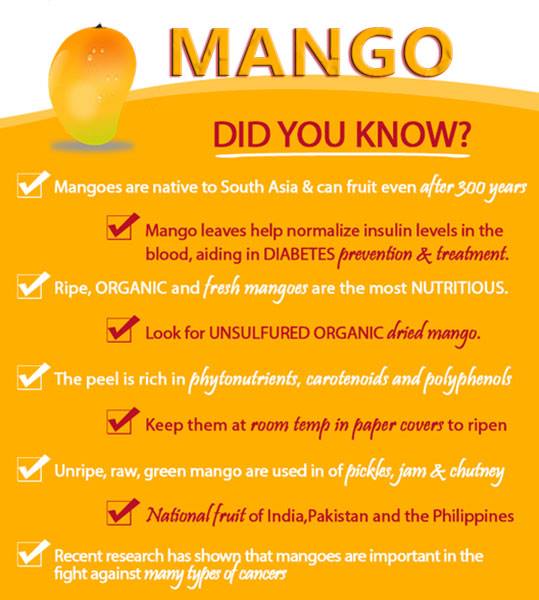 MANGO
DID YOU KNOW?
Mangoes are native to South Asia & can fruit even after 300 years
Mango leaves help normalize insulin levels in the
blood, aiding in DIABETES prevention & treatment.
Ripe, ORGANIC and fresh mangoes are the most NUTRITIOUS.
Look for UNSULFURED ORGANIC dried mango.
The peel is rich in phytonutrients, carotenoids and polyphenols
Keep them at room temp in paper covers to ripen
Unripe, raw, green mango are used in of pickles, jam & chutney
National fruit of India,Pakistan and the Philippines
Recent research has shown that mangoes are important in the
fight against many types of cancers